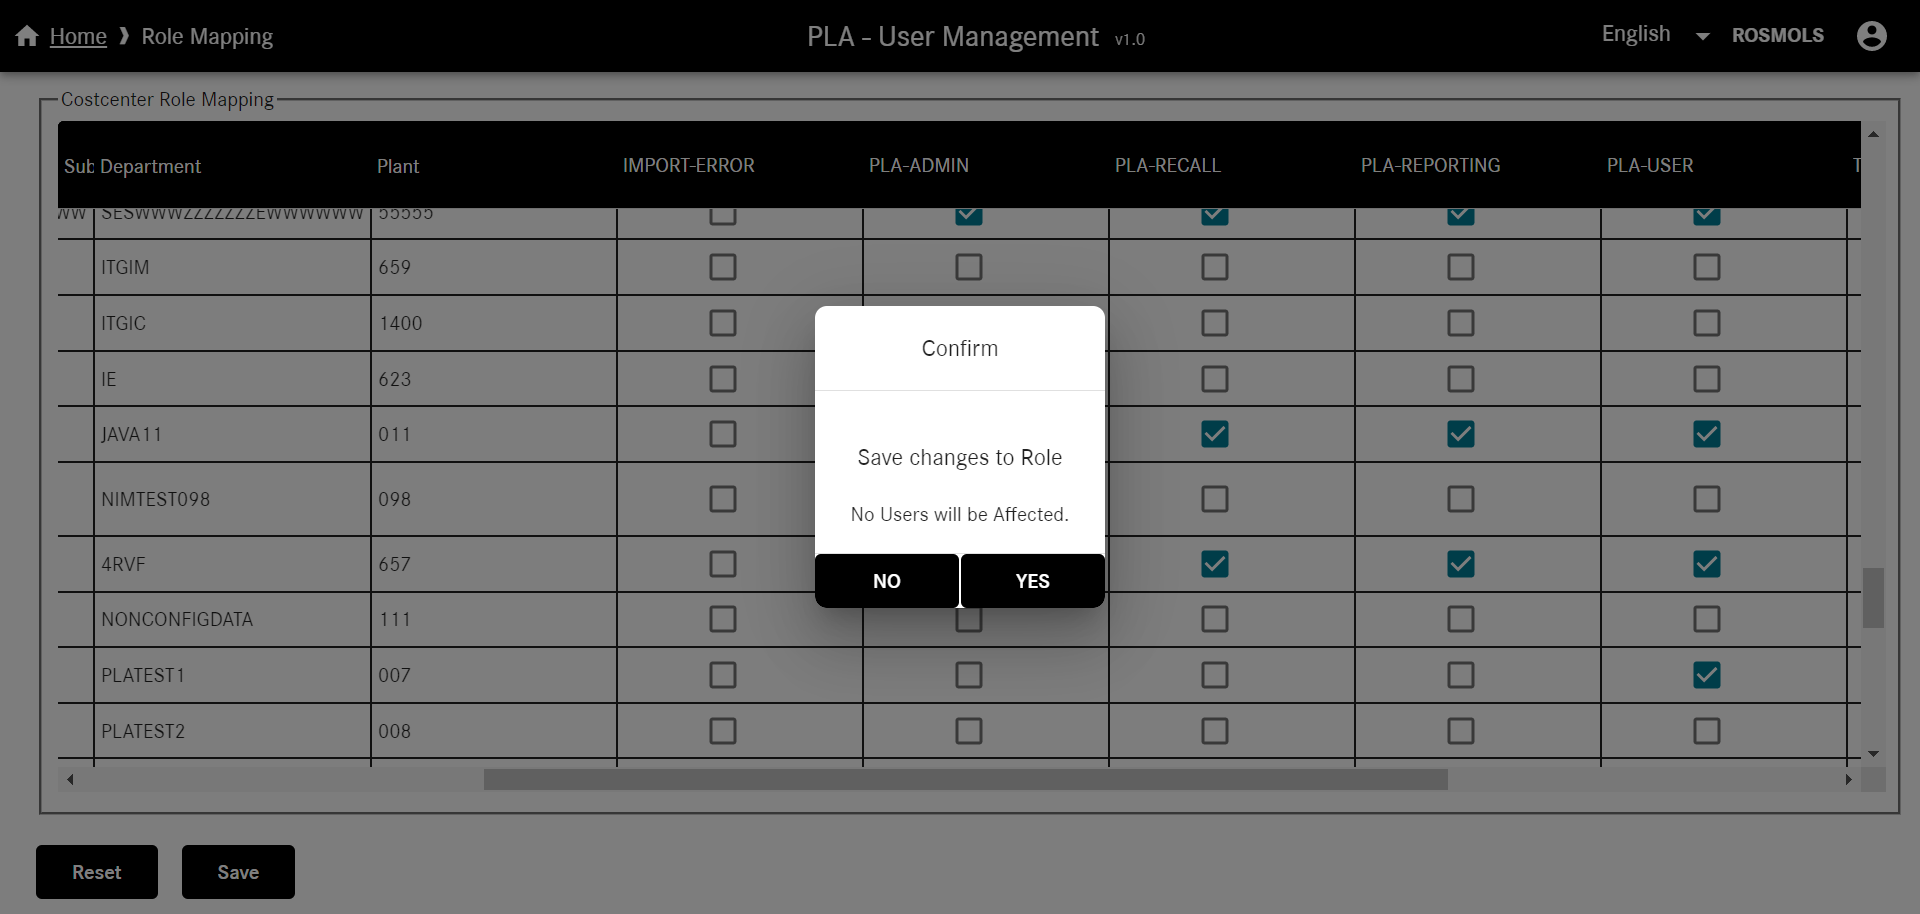 Home ❱ Role Mapping
PLA - User Management v1.0
English
ROSMOLS
Costcenter Role Mapping
Sub Department Plant IMPORT-ERROR PLA-ADMIN PLA-RECALL PLA-REPORTING PLA-USER T
55555
ITGIM 659
ITGIC 1400
IE 623
JAVA11 011
NIMTEST098 098
4RVF 657
NONCONFIGDATA 111
PLATEST1 007
PLATEST2 008
Confirm
Save changes to Role
No Users will be Affected.
NO YES
Reset Save